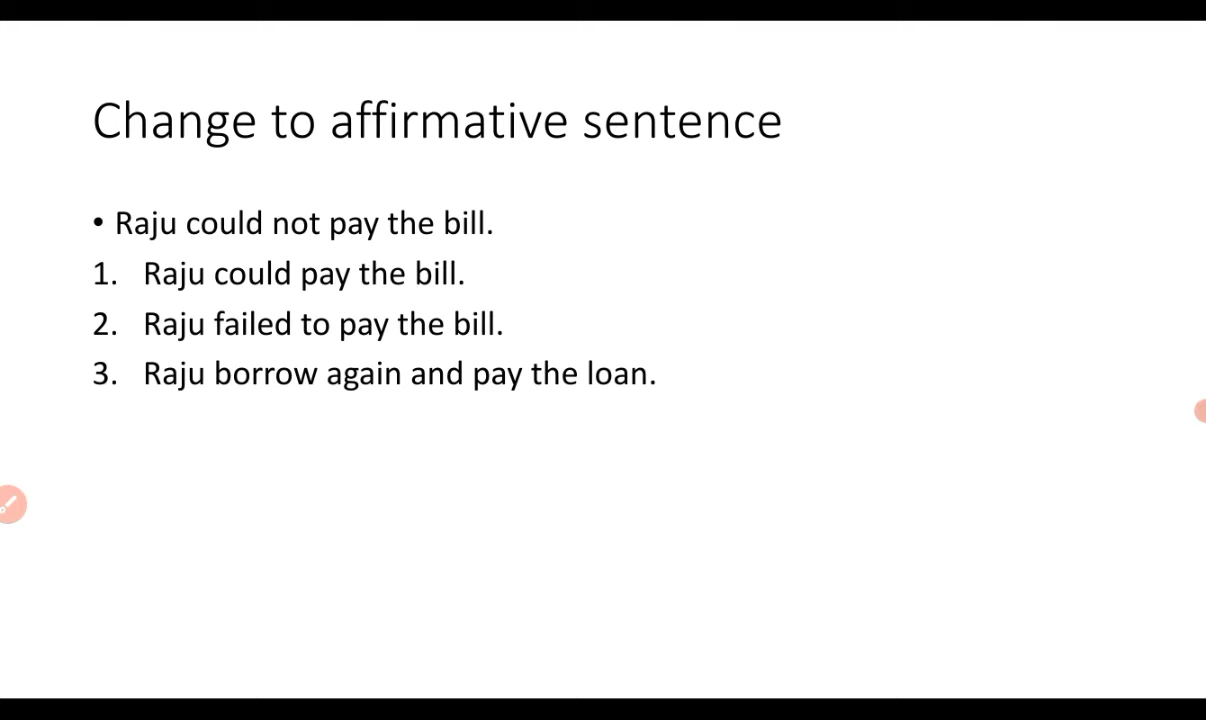 Change to affirmative sentence
• Raju could not pay the bill.
1. Raju could pay the bill.
2. Raju failed to pay the bill.
3. Raju borrow again and pay the loan.